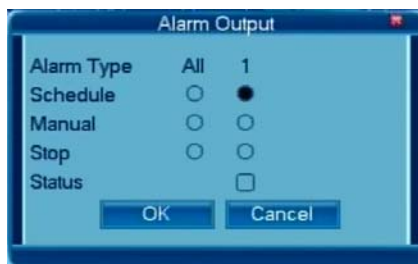 Alarm Output
Alarm Type All 1
Schedule
Manual
Stop
Status
OK Cancel